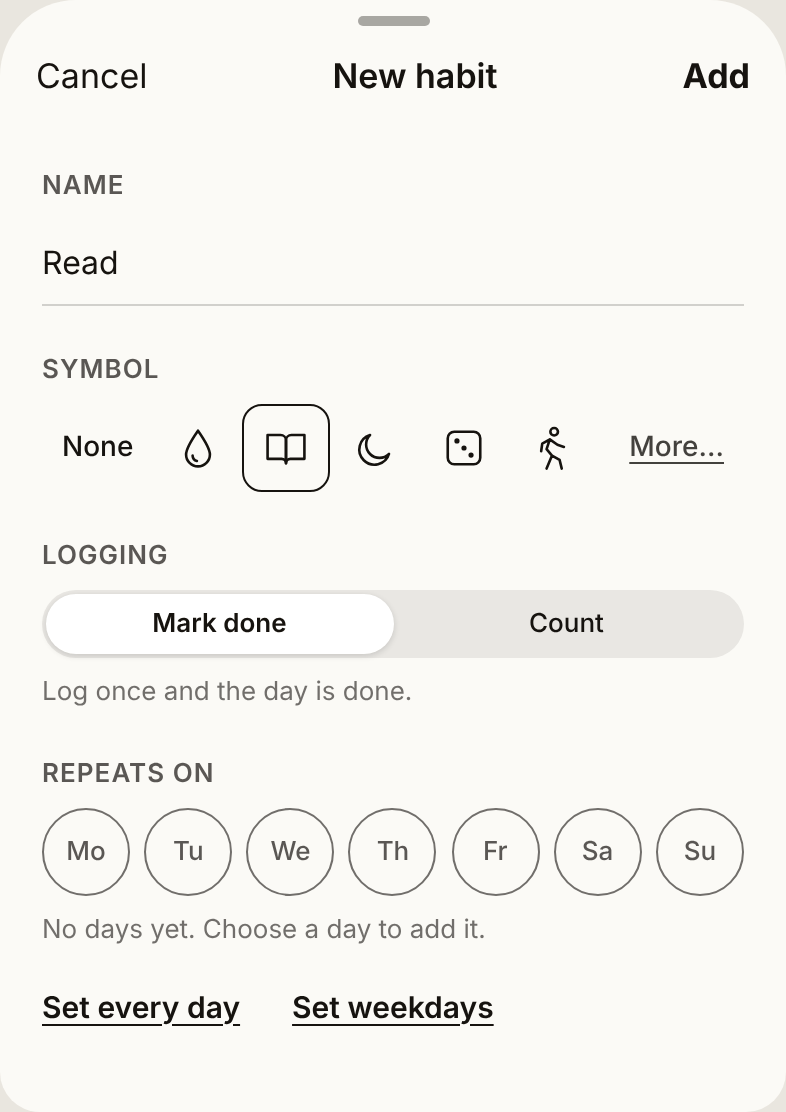 Cancel New habit Add
NAME
Read
SYMBOL
None More...
LOGGING
Mark done Count
Log once and the day is done.
REPEATS ON
Mo Tu We Th Fr Sa Su
No days yet. Choose a day to add it.
Set every day Set weekdays